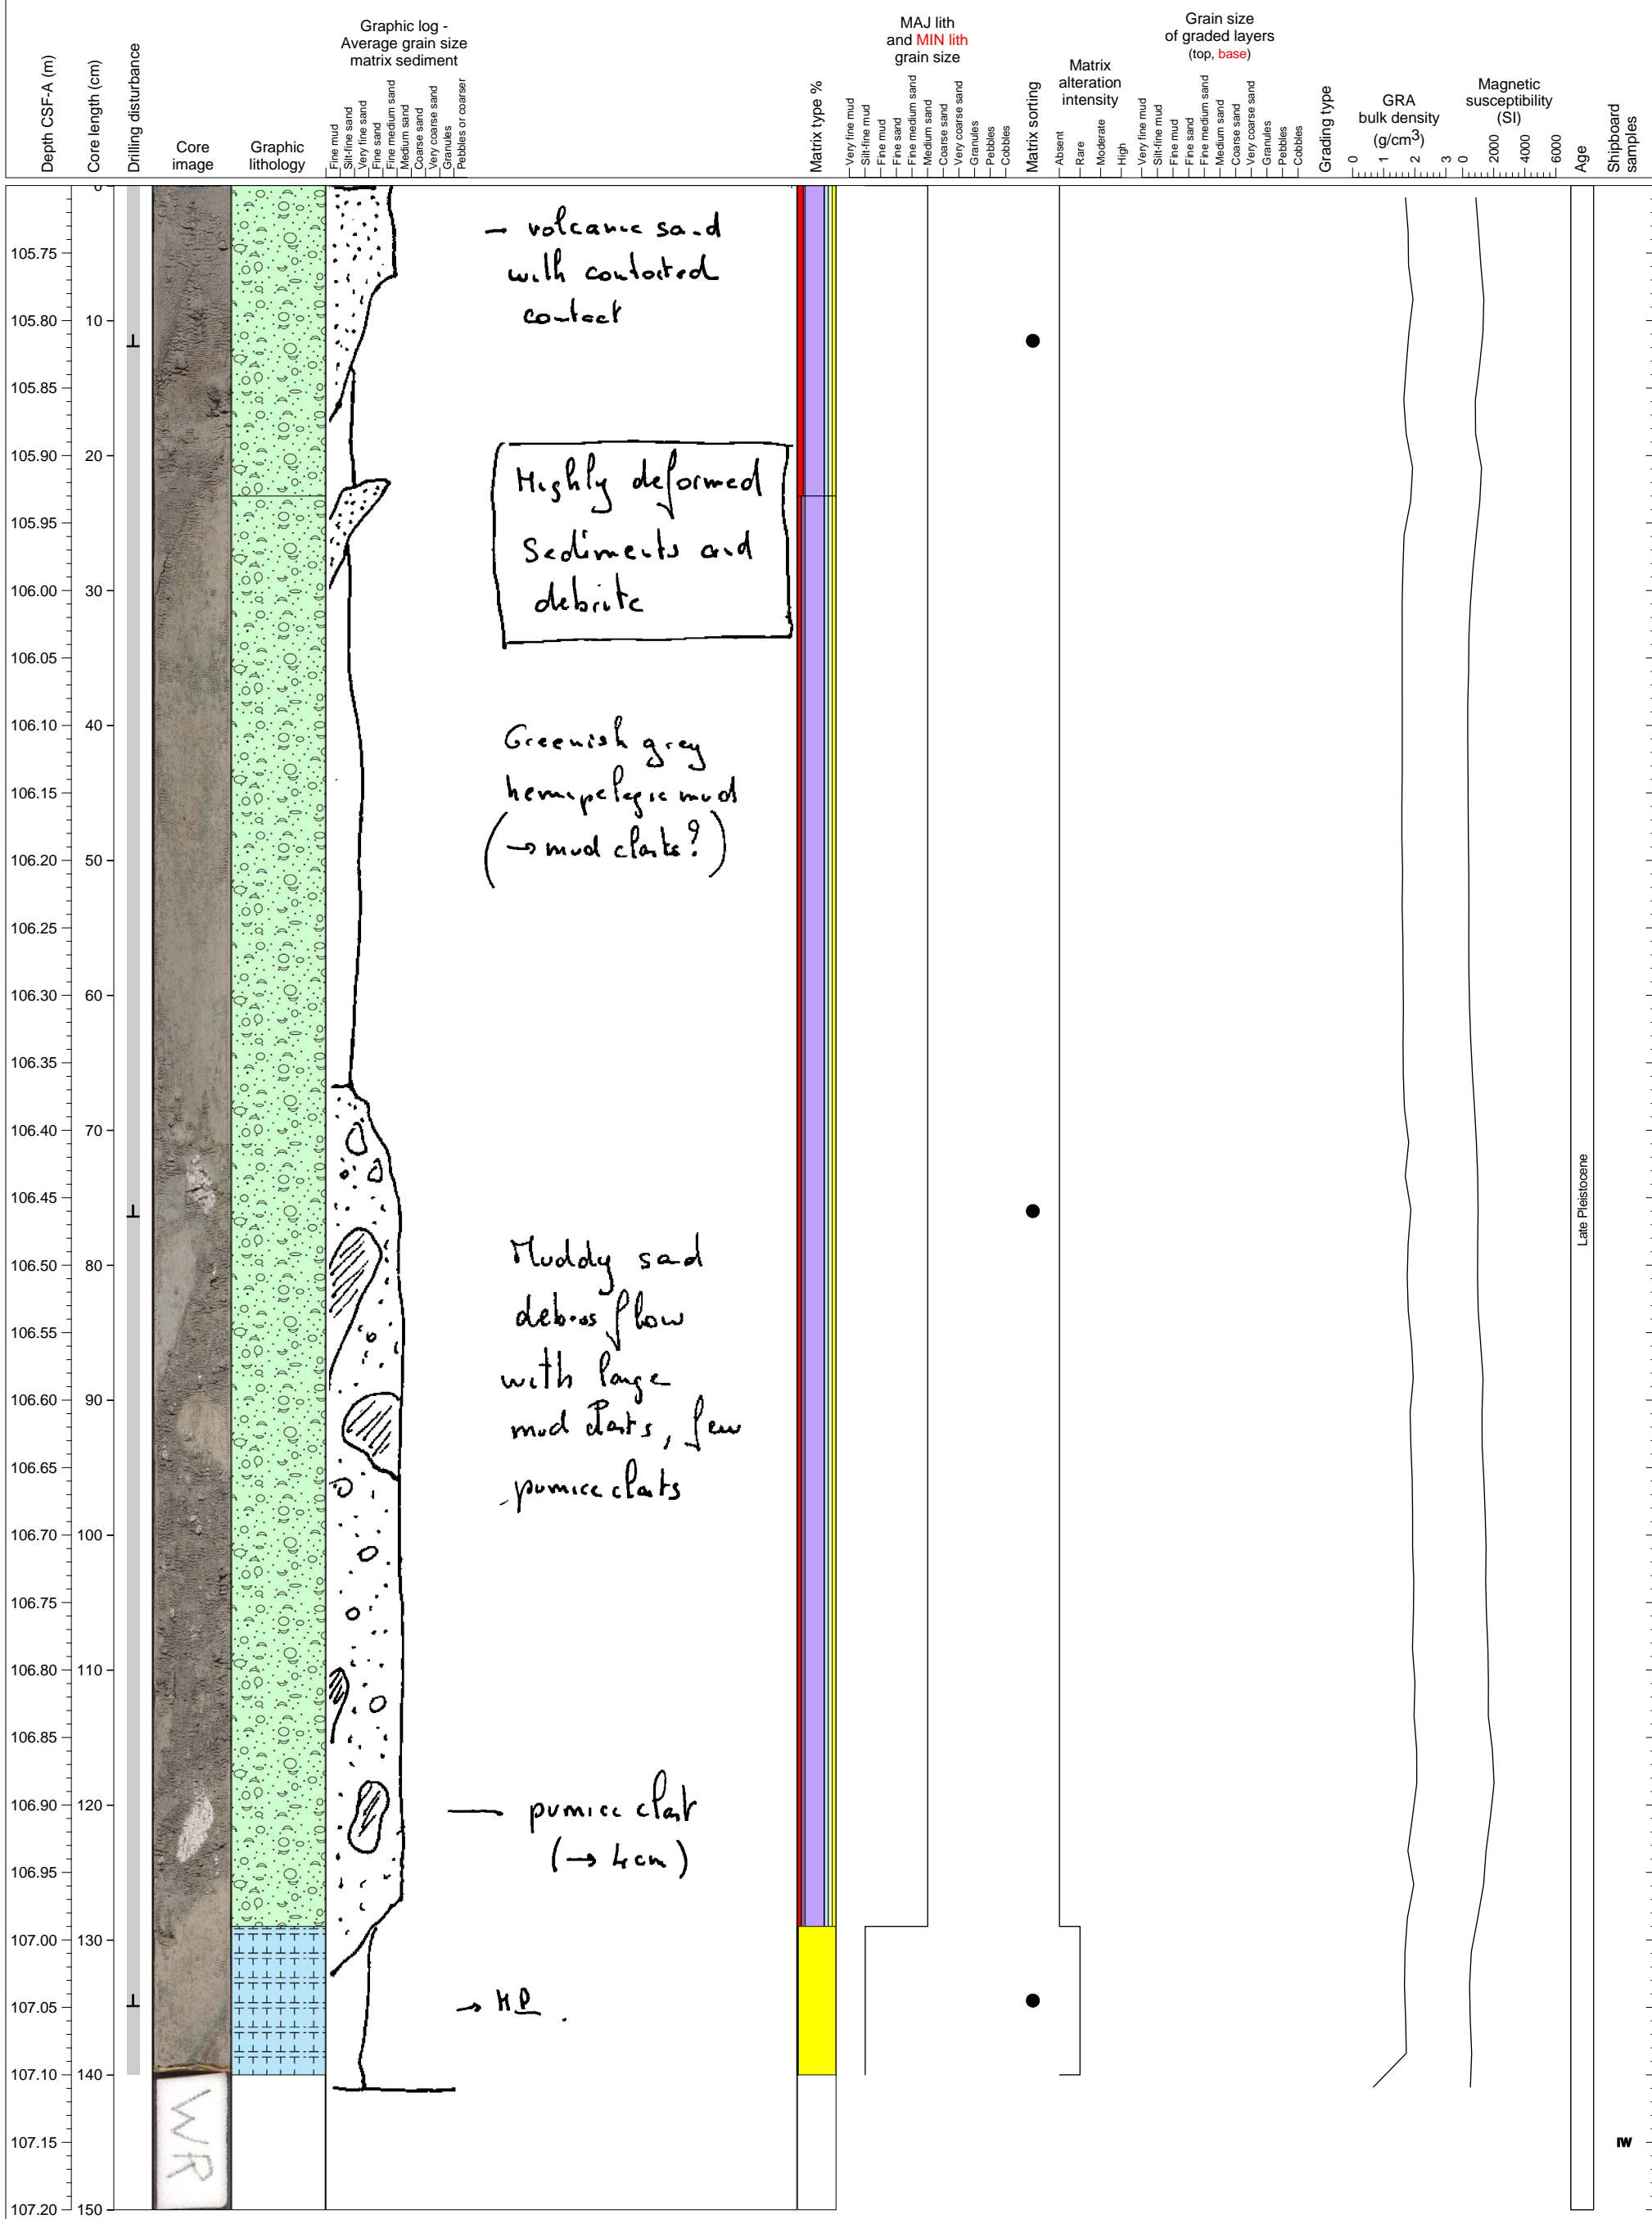 Depth CSF-A (m)
Core length (cm)
Drilling disturbance
Core
image
Graphic
lithology
Graphic log -
Average grain size
matrix sediment
Fine mud
Silt-fine sand
Very fine sand
Fine sand
Fine medium sand
Medium sand
Coarse sand
Very coarse sand
Granules
Pebbles or coarser
Matrix type %
MAJ lith
and MIN lith
grain size
Very fine mud
Silt-fine mud
Fine mud
Fine sand
Fine medium sand
Medium sand
Coarse sand
Very coarse sand
Granules
Pebbles
Cobbles
Matrix sorting
Matrix
alteration
intensity
Absent
Rare
Moderate
High
Grain size
of graded layers
(top, base)
Very fine mud
Silt-fine mud
Fine mud
Fine sand
Fine medium sand
Medium sand
Coarse sand
Very coarse sand
Granules
Pebbles
Cobbles
Grading type
GRA
bulk density
(g/cm3)
0 1 2 3
Magnetic
susceptibility
(SI)
0 2000 4000 6000
Age
Shipboard
samples
0
105.75
105.80 10
105.85
105.90 20
105.95
106.00 30
106.05
106.10 40
106.15
106.20 50
106.25
106.30 60
106.35
106.40 70
106.45
106.50 80
106.55
106.60 90
106.65
106.70 100
106.75
106.80 110
106.85
106.90 120
106.95
107.00 130
107.05
107.10 140
107.15
107.20 150
- volcanic sand
with contorted
contact
Highly deformed
Sediments and
debrite
Greenish grey
hemipelagic mud
(→ mud clasts?)
Muddy sand
debris flow
with large
mud clasts, few
pumice clasts
— pumice clast
(→ 4 cm)
→ HP.
WR
Late Pleistocene
IW